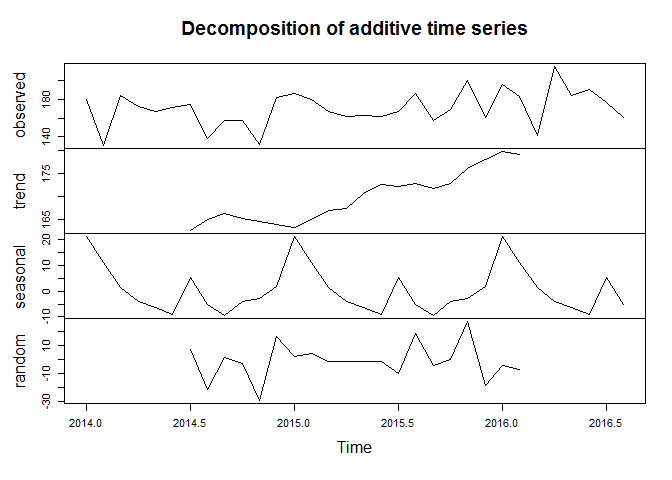 Decomposition of additive time series
observed
140 180
trend
165 175
seasonal
-10 0 10 20
random
-30 -10 10
2014.0 2014.5 2015.0 2015.5 2016.0 2016.5
Time